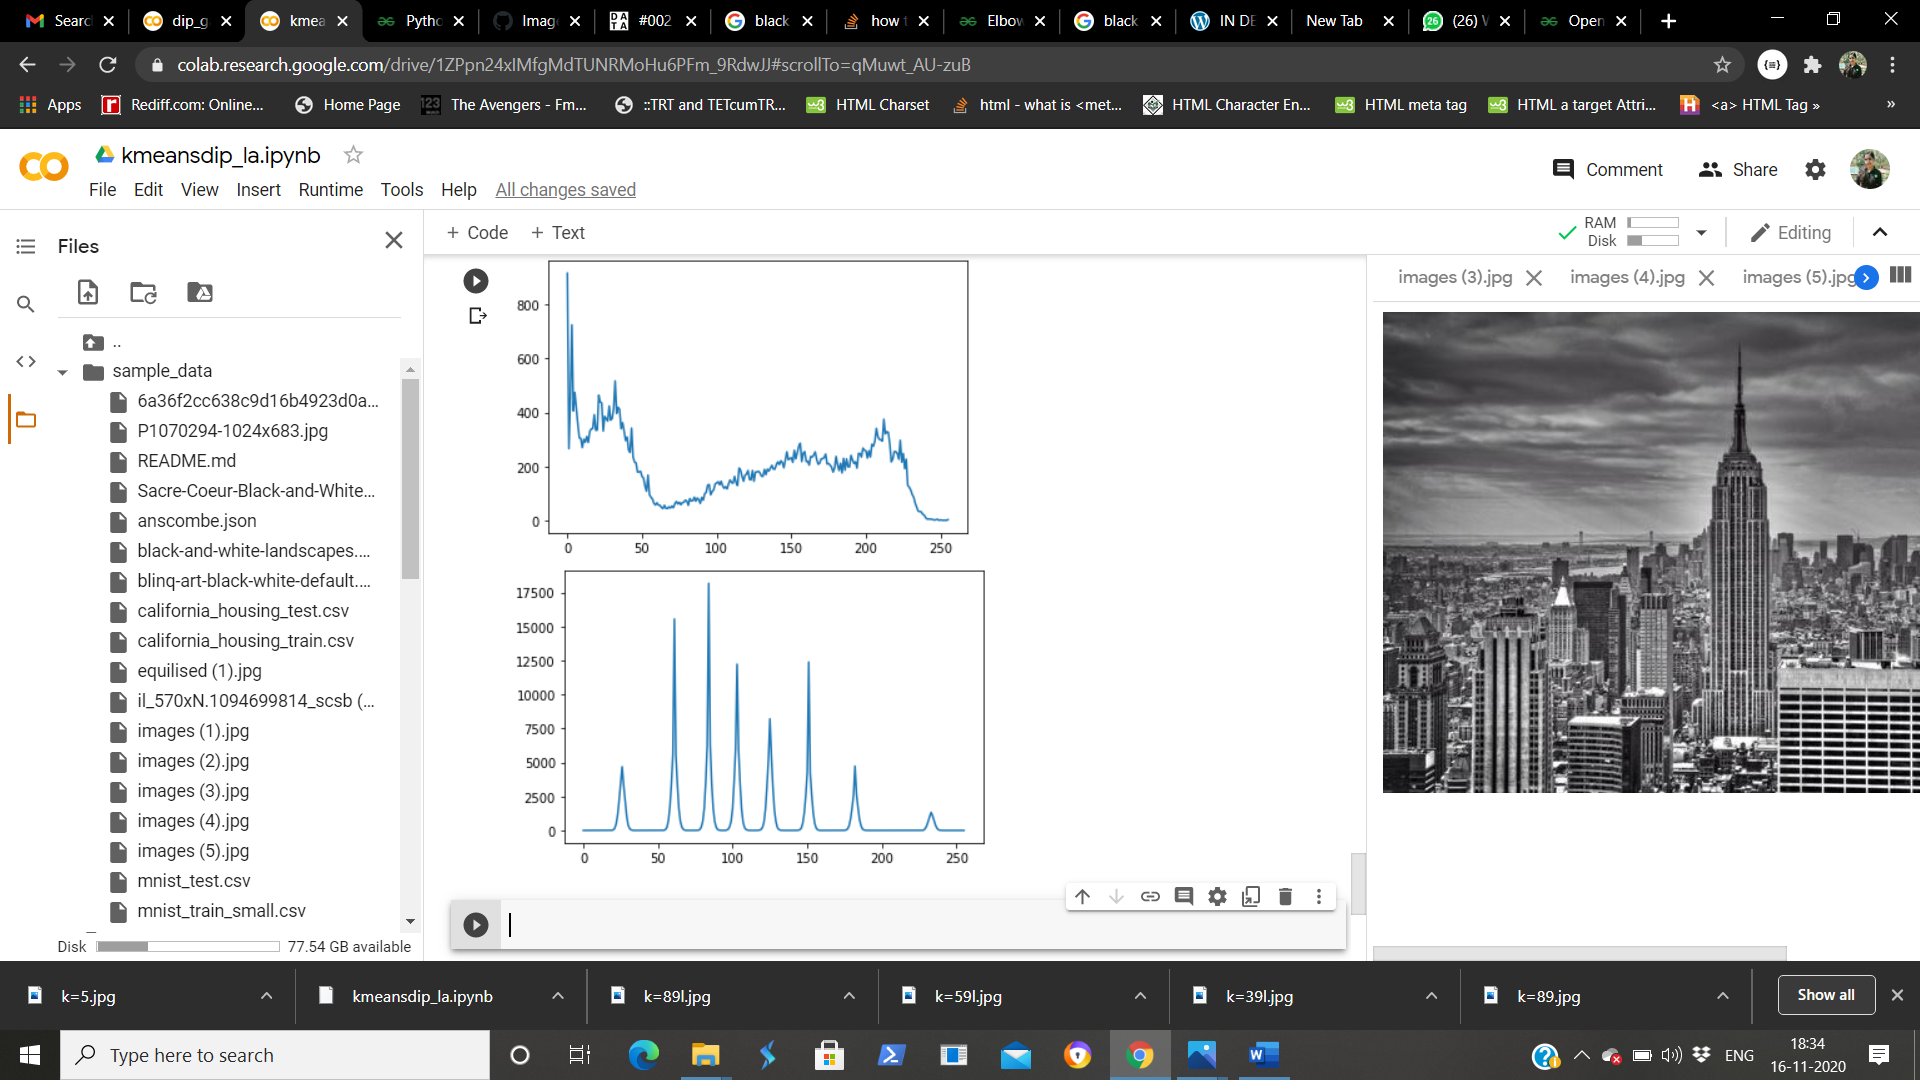 Searc
dip_g
kmea
Pytho
Imag
#002
black
how t
Elbov
black
IN DE
New Tab
(26) V
Open
colab.research.google.com/drive/1ZPpn24xIMfgMdTUNRMoHu6PFm_9RdwJJ#scrollTo=qMuwt_AU-zuB
Apps
Rediff.com: Online...
Home Page
The Avengers - Fm...
::TRT and TETcumTR...
HTML Charset
html - what is <met...
HTML Character En...
HTML meta tag
HTML a target Attri...
<a> HTML Tag »
»
kmeansdip_la.ipynb
Comment
Share
File Edit View Insert Runtime Tools Help All changes saved
Files
+ Code + Text
RAM
Disk
Editing
images (3).jpg
images (4).jpg
images (5).jpg
..
sample_data
6a36f2cc638c9d16b4923d0a...
P1070294-1024x683.jpg
README.md
Sacre-Coeur-Black-and-White...
anscombe.json
black-and-white-landscapes....
blinq-art-black-white-default....
california_housing_test.csv
california_housing_train.csv
equilised (1).jpg
il_570xN.1094699814_scsb (...
images (1).jpg
images (2).jpg
images (3).jpg
images (4).jpg
images (5).jpg
mnist_test.csv
mnist_train_small.csv
Disk 77.54 GB available
800
600
400
200
0
0 50 100 150 200 250
17500
15000
12500
10000
7500
5000
2500
0
0 50 100 150 200 250
k=5.jpg
kmeansdip_la.ipynb
k=89l.jpg
k=59l.jpg
k=39l.jpg
k=89.jpg
Show all
Type here to search
ENG
18:34
16-11-2020